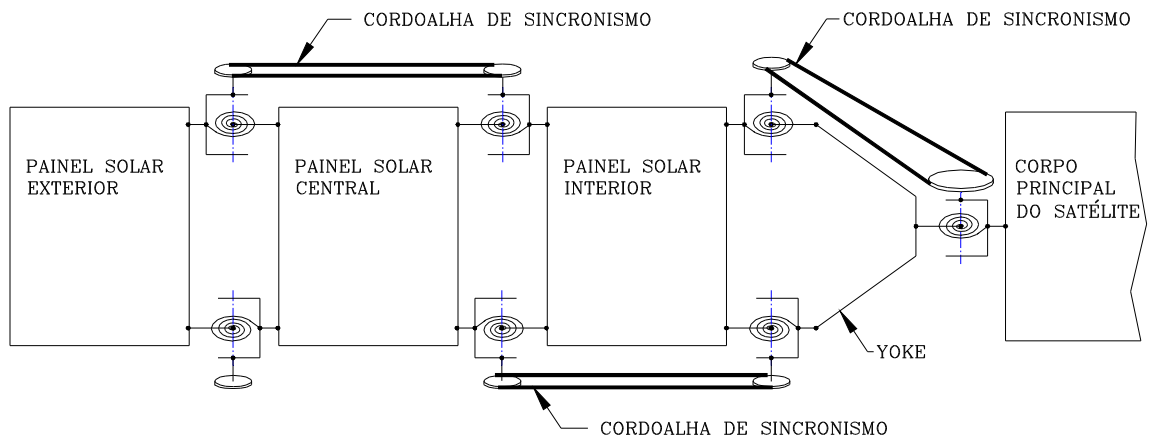 CORDOALHA DE SINCRONISMO
CORDOALHA DE SINCRONISMO
PAINEL SOLAR
EXTERIOR
PAINEL SOLAR
CENTRAL
PAINEL SOLAR
INTERIOR
CORPO
PRINCIPAL
DO SATÉLITE
YOKE
CORDOALHA DE SINCRONISMO